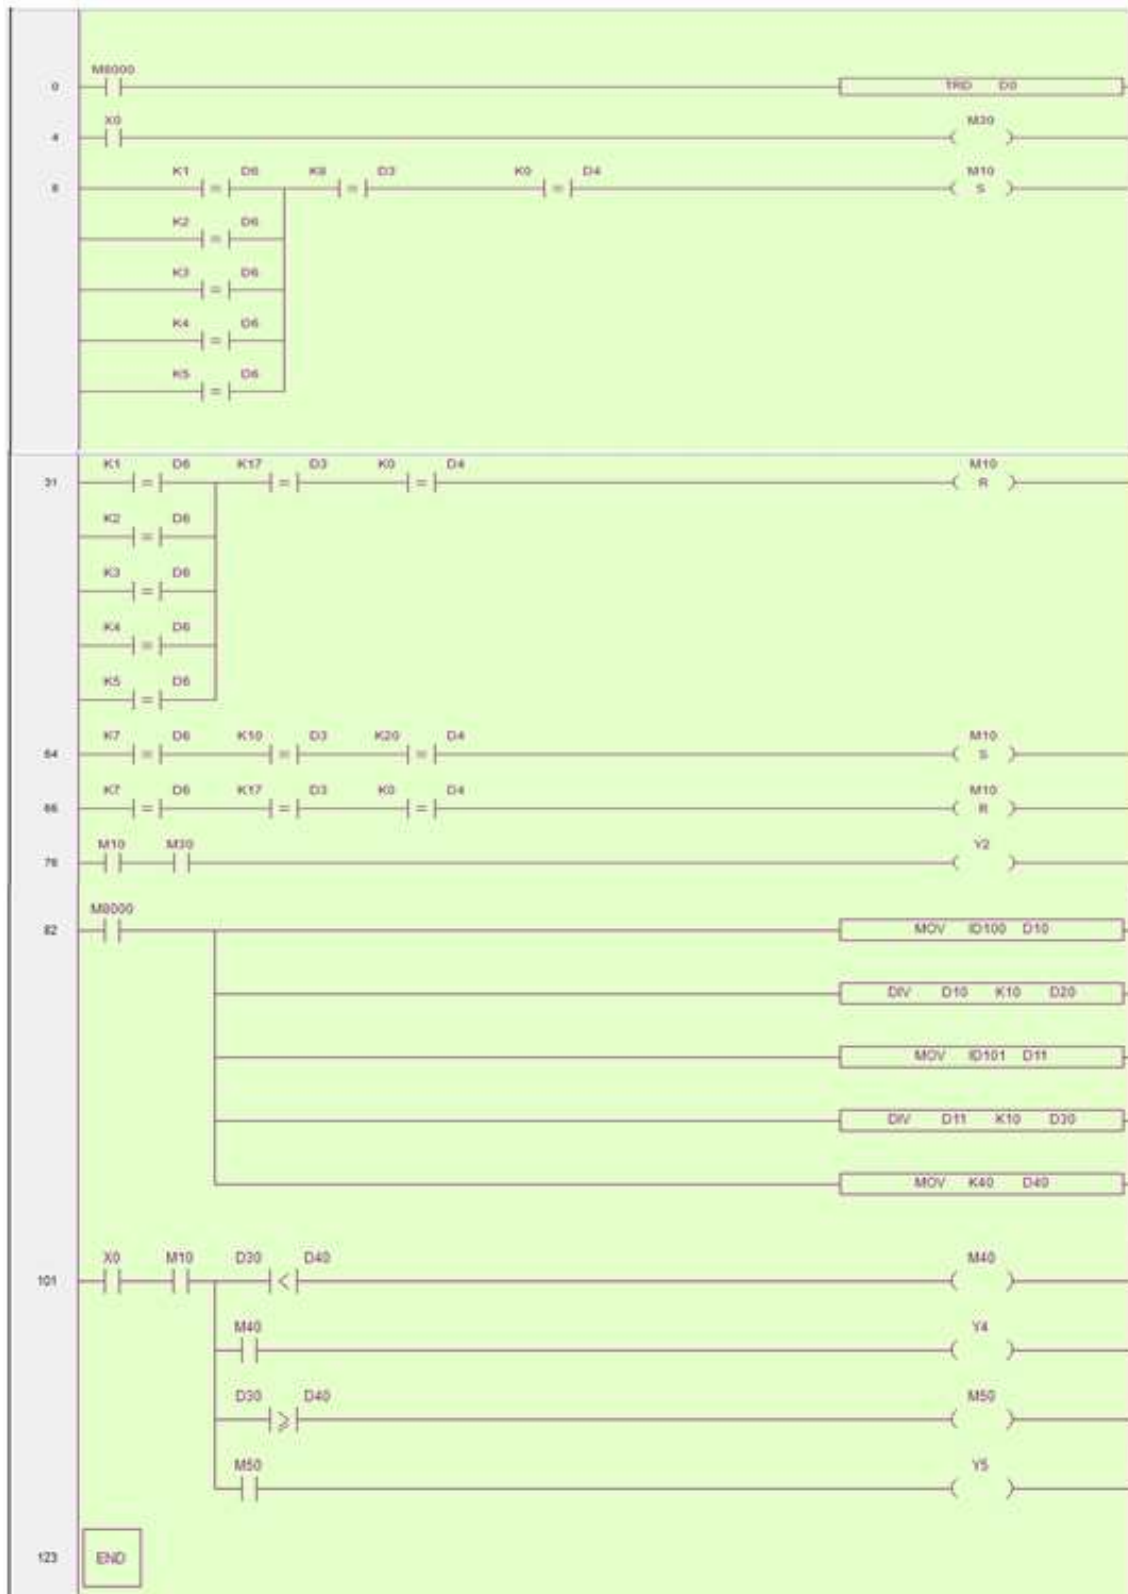 M8000
0 TRD D0
X0 M30
4
K1 D6 K8 D3 K0 D4 M10
= = = S
K2 D6
=
K3 D6
=
K4 D6
=
K5 D6
=
K1 D6 K17 D3 K0 D4 M10
31 = = = R
K2 D6
=
K3 D6
=
K4 D6
=
K5 D6
=
K7 D6 K10 D3 K20 D4 M10
54 = = = S
K7 D6 K17 D3 K0 D4 M10
66 = = = R
M10 M30 Y2
78
M8000
82 MOV ID100 D10
DIV D10 K10 D20
MOV ID101 D11
DIV D11 K10 D30
MOV K40 D40
X0 M10 D30 D40 M40
101 <
M40 Y4
D30 D40 M50
≥
M50 Y5
123 END